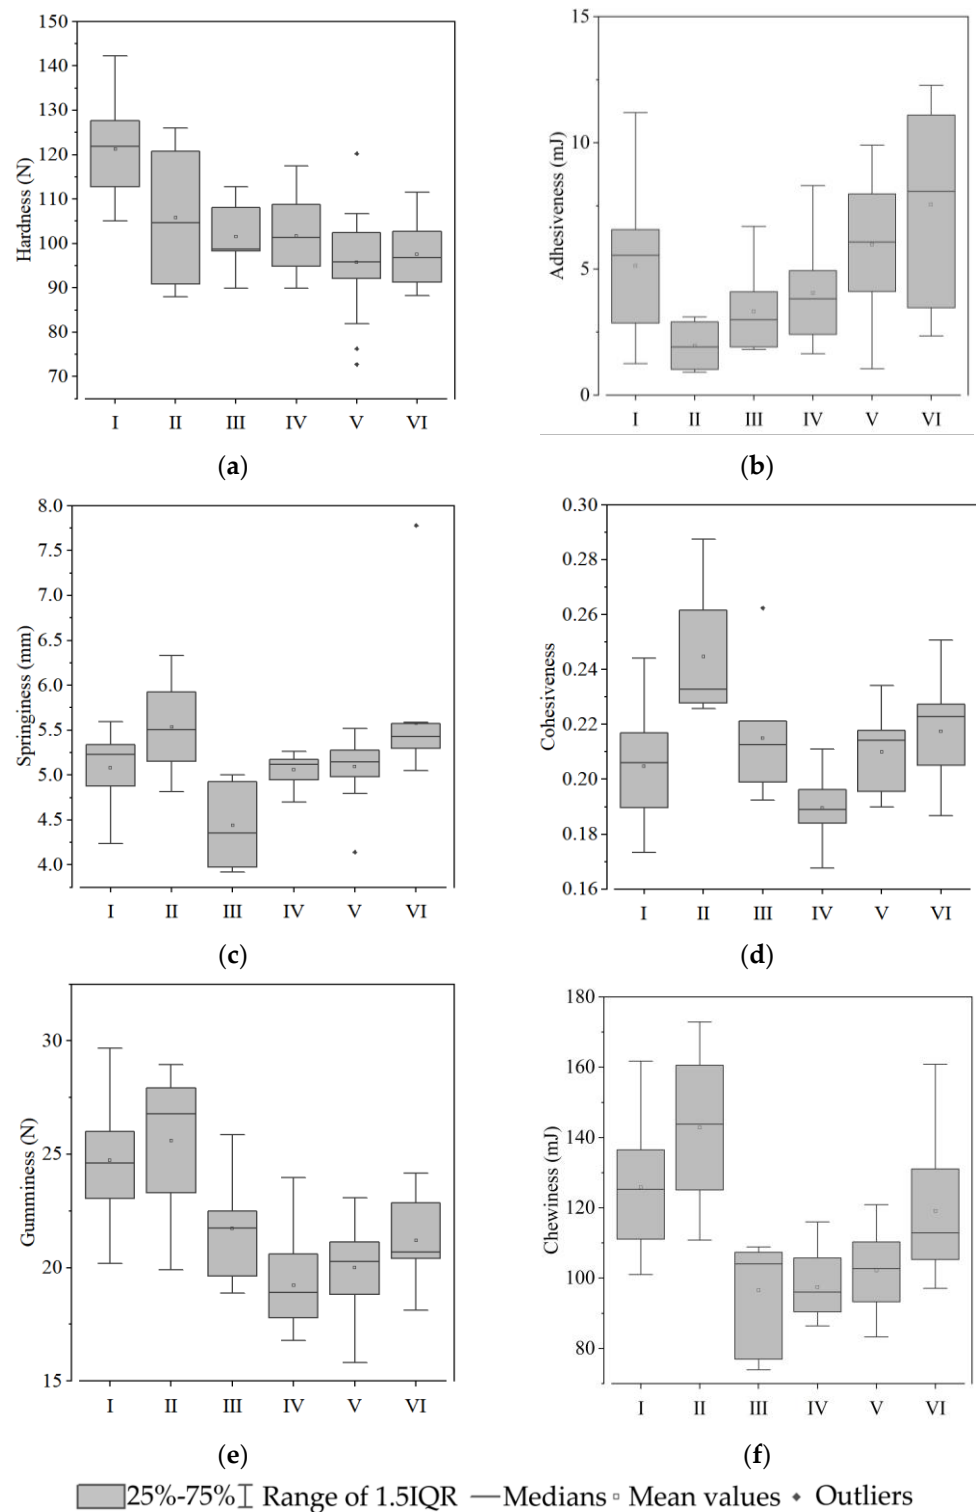 150
140
130
120
110
100
90
80
70
Hardness (N)
I II III IV V VI
(a)
15
10
5
0
Adhesiveness (mJ)
I II III IV V VI
(b)
8.0
7.5
7.0
6.5
6.0
5.5
5.0
4.5
4.0
Springiness (mm)
I II III IV V VI
(c)
0.30
0.28
0.26
0.24
0.22
0.20
0.18
0.16
Cohesiveness
I II III IV V VI
(d)
30
25
20
15
Gumminess (N)
I II III IV V VI
(e)
180
160
140
120
100
80
Chewiness (mJ)
I II III IV V VI
(f)
25%-75% Range of 1.5IQR Medians Mean values Outliers